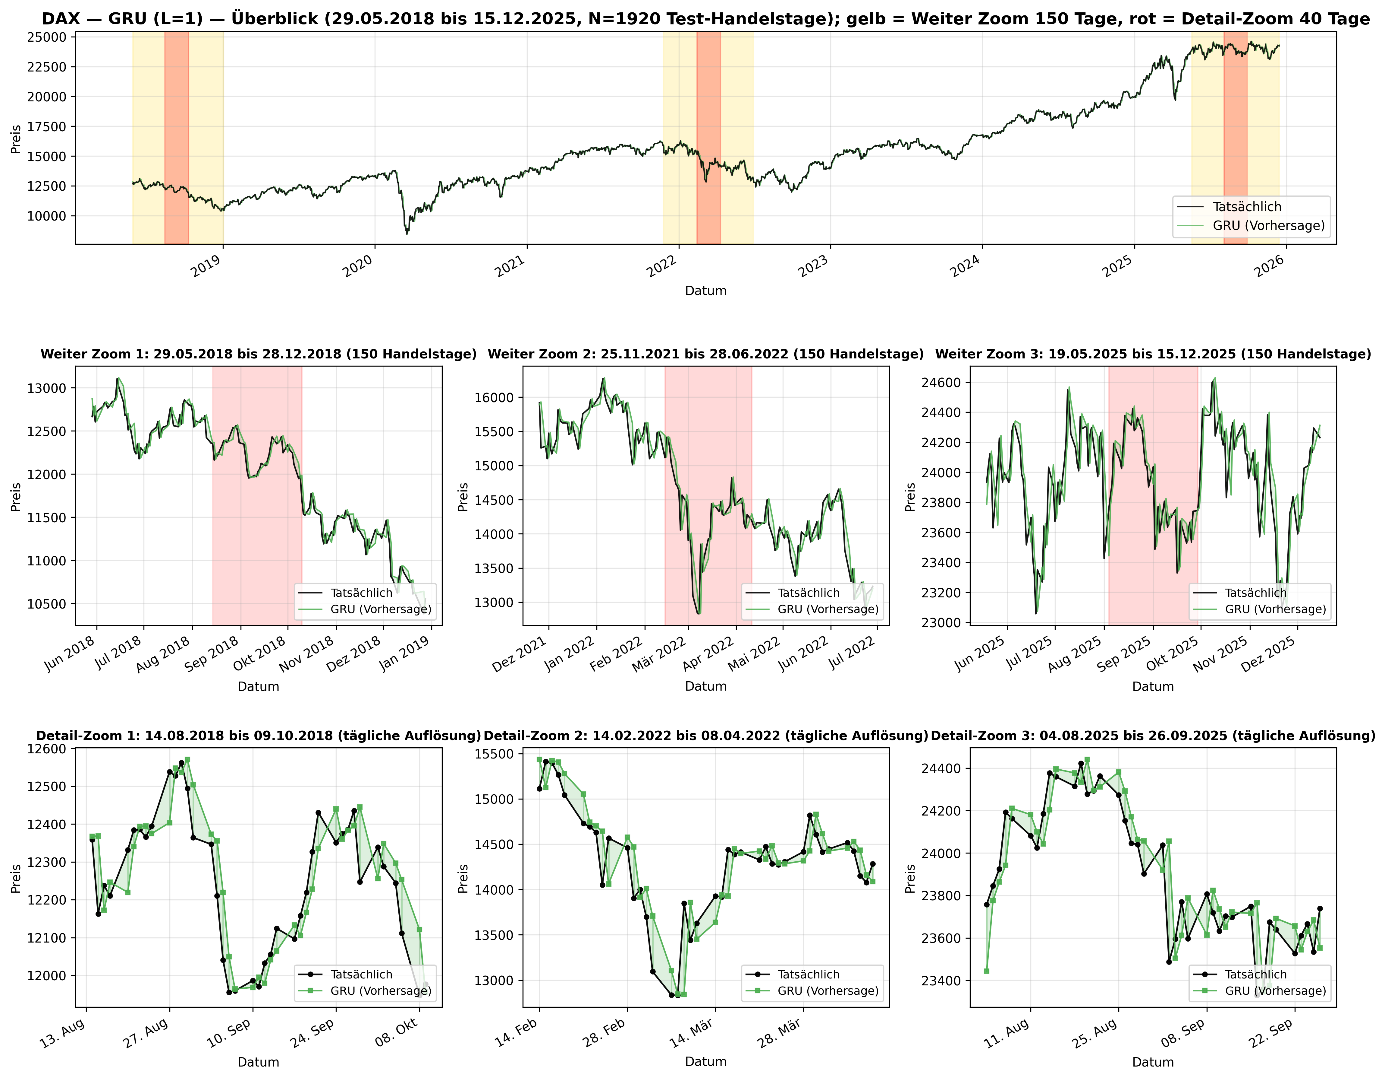 DAX — GRU (L=1) — Überblick (29.05.2018 bis 15.12.2025, N=1920 Test-Handelstage); gelb = Weiter Zoom 150 Tage, rot = Detail-Zoom 40 Tage
25000
22500
20000
17500
15000
12500
10000
Preis
Tatsächlich
GRU (Vorhersage)
2019
2020
2021
2022
2023
2024
2025
2026
Datum
Weiter Zoom 1: 29.05.2018 bis 28.12.2018 (150 Handelstage)
13000
12500
12000
11500
11000
10500
Preis
Tatsächlich
GRU (Vorhersage)
Jun 2018
Jul 2018
Aug 2018
Sep 2018
Okt 2018
Nov 2018
Dez 2018
Jan 2019
Datum
Weiter Zoom 2: 25.11.2021 bis 28.06.2022 (150 Handelstage)
16000
15500
15000
14500
14000
13500
13000
Preis
Tatsächlich
GRU (Vorhersage)
Dez 2021
Jan 2022
Feb 2022
Mär 2022
Apr 2022
Mai 2022
Jun 2022
Jul 2022
Datum
Weiter Zoom 3: 19.05.2025 bis 15.12.2025 (150 Handelstage)
24600
24400
24200
24000
23800
23600
23400
23200
23000
Preis
Tatsächlich
GRU (Vorhersage)
Jun 2025
Jul 2025
Aug 2025
Sep 2025
Okt 2025
Nov 2025
Dez 2025
Datum
Detail-Zoom 1: 14.08.2018 bis 09.10.2018 (tägliche Auflösung)
12600
12500
12400
12300
12200
12100
12000
Preis
Tatsächlich
GRU (Vorhersage)
13. Aug
27. Aug
10. Sep
24. Sep
08. Okt
Datum
Detail-Zoom 2: 14.02.2022 bis 08.04.2022 (tägliche Auflösung)
15500
15000
14500
14000
13500
13000
Preis
Tatsächlich
GRU (Vorhersage)
14. Feb
28. Feb
14. Mär
28. Mär
Datum
Detail-Zoom 3: 04.08.2025 bis 26.09.2025 (tägliche Auflösung)
24400
24200
24000
23800
23600
23400
Preis
Tatsächlich
GRU (Vorhersage)
11. Aug
25. Aug
08. Sep
22. Sep
Datum